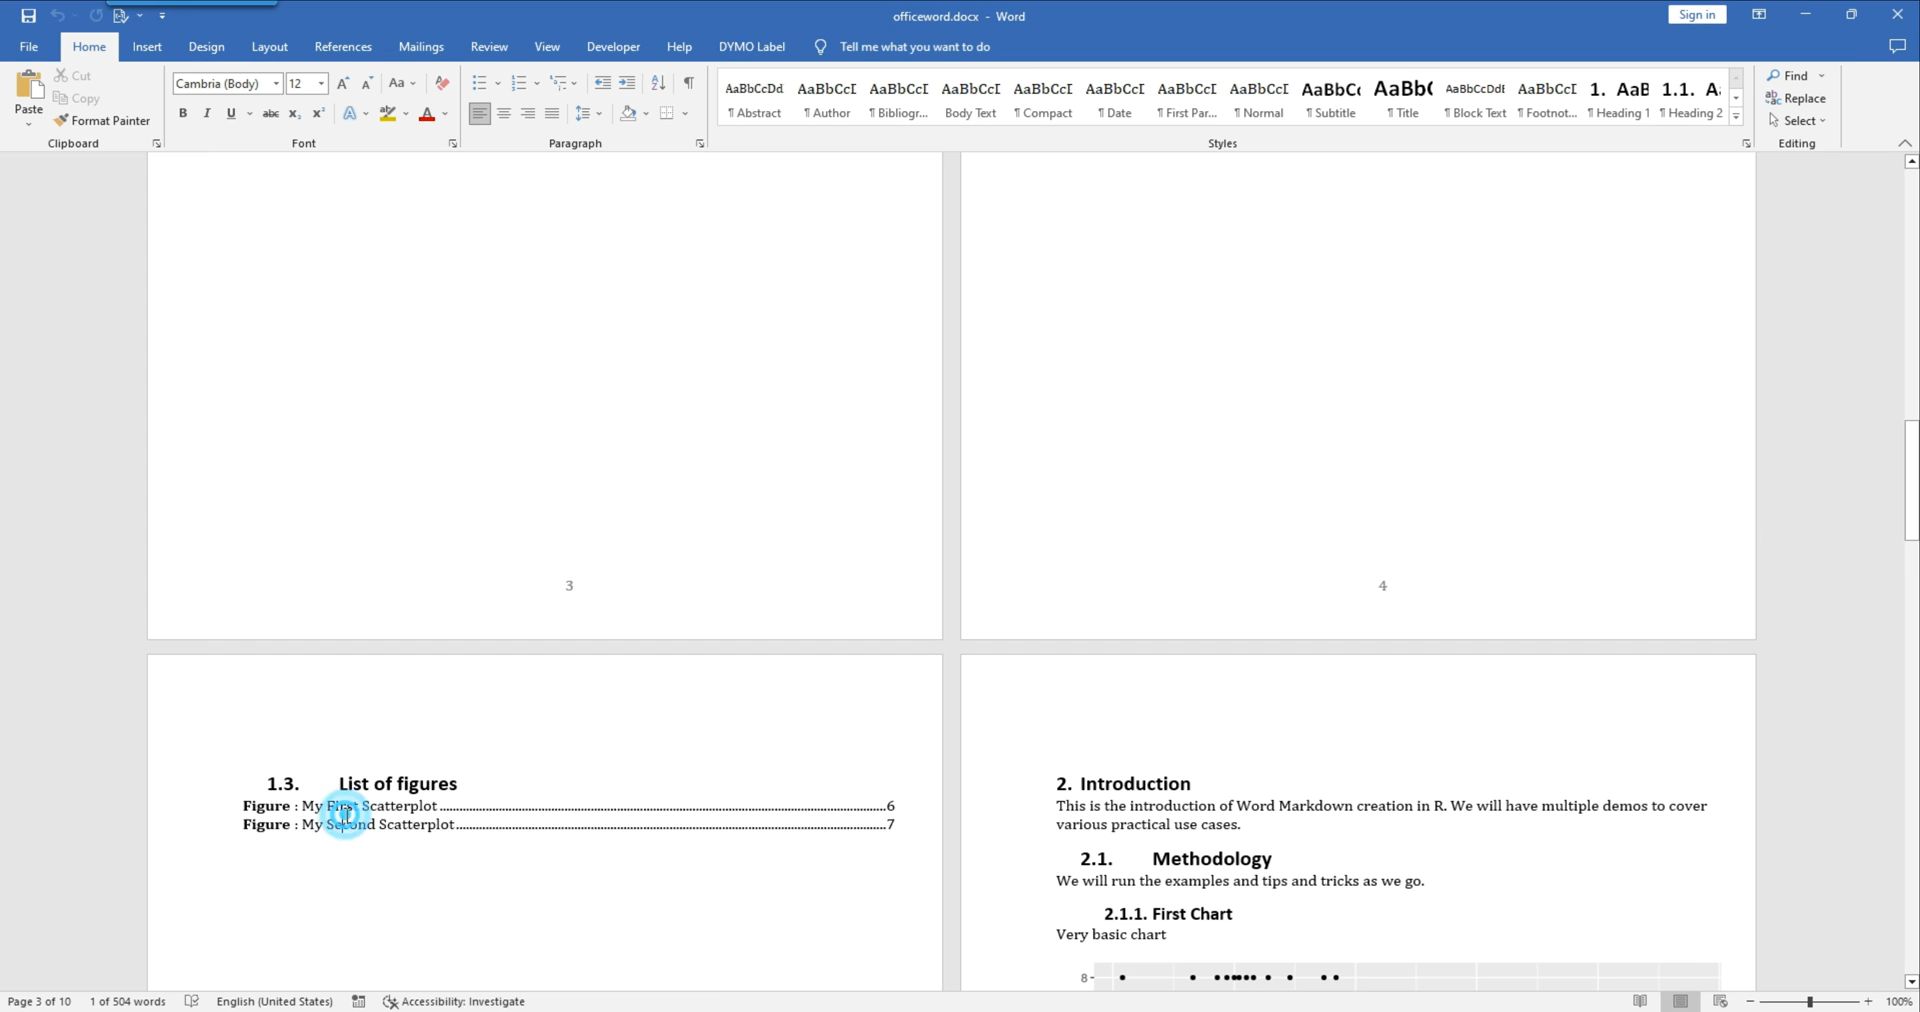 officeword.docx - Word
Sign in
File Home Insert Design Layout References Mailings Review View Developer Help DYMO Label Tell me what you want to do
Paste
Cut
Copy
Format Painter
Clipboard
Cambria (Body) 12
Font
Paragraph
AaBbCcDd AaBbCcI AaBbCcI AaBbCcI AaBbCcI AaBbCcI AaBbCcI AaBbCcI AaBbCc AaBb( AaBbCcDdE AaBbCcI 1. AaB 1.1. A
¶ Abstract ¶ Author ¶ Bibliogr... Body Text ¶ Compact ¶ Date ¶ First Par... ¶ Normal ¶ Subtitle ¶ Title ¶ Block Text ¶ Footnot... ¶ Heading 1 ¶ Heading 2
Styles
Find
Replace
Select
Editing
3
4
1.3. List of figures
Figure : My First Scatterplot 6
Figure : My Second Scatterplot 7
2. Introduction
This is the introduction of Word Markdown creation in R. We will have multiple demos to cover
various practical use cases.
2.1. Methodology
We will run the examples and tips and tricks as we go.
2.1.1. First Chart
Very basic chart
8
Page 3 of 10 1 of 504 words English (United States) Accessibility: Investigate 100%